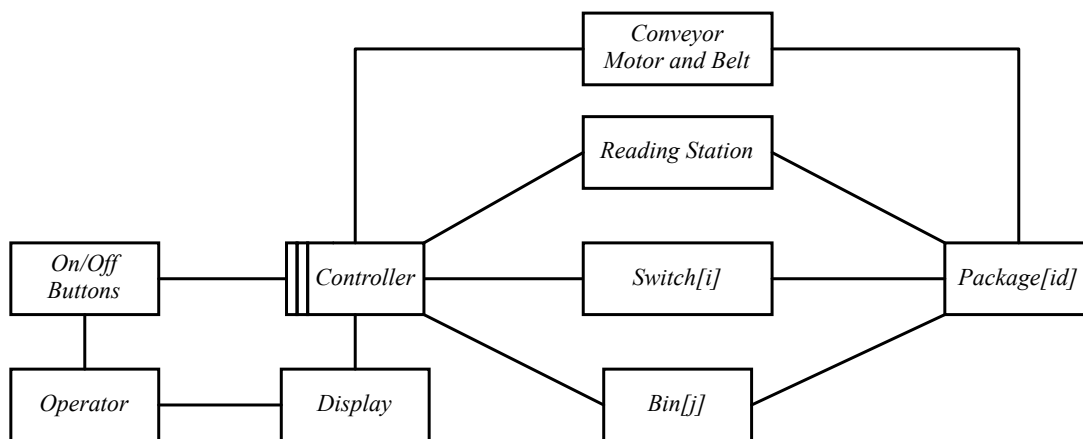 Conveyor
Motor and Belt
Reading Station
On/Off
Buttons
Controller
Switch[i]
Package[id]
Operator
Display
Bin[j]